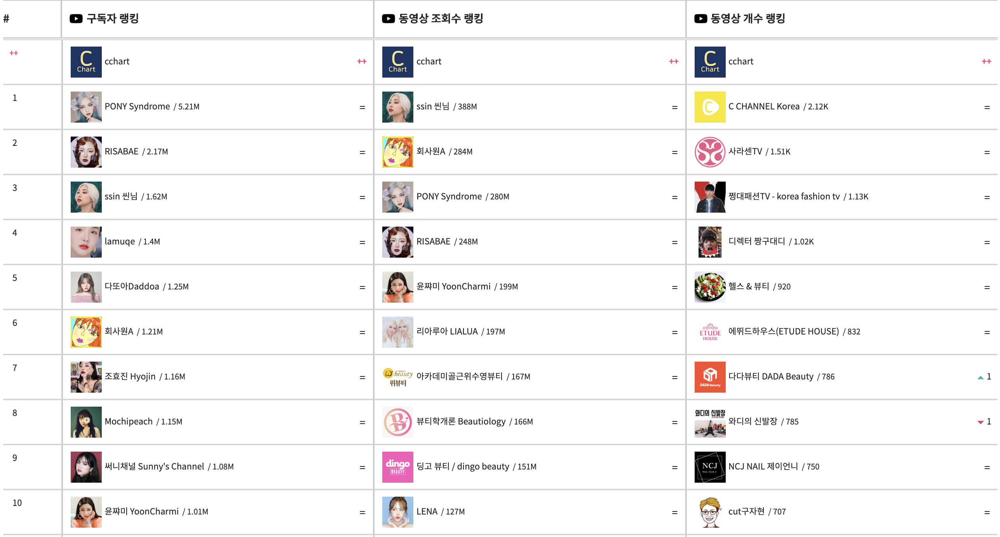 # 구독자 랭킹 동영상 조회수 랭킹 동영상 개수 랭킹
++ C Chart cchart ++ C Chart cchart ++ C Chart cchart ++
1 PONY Syndrome / 5.21M = ssin 씬님 / 388M = C C CHANNEL Korea / 2.12K =
2 RISABAE / 2.17M = 회사원A / 284M = 사라센TV / 1.51K =
3 ssin 씬님 / 1.62M = PONY Syndrome / 280M = 쩡대패션TV - korea fashion tv / 1.13K =
4 lamuqe / 1.4M = RISABAE / 248M = 디렉터 짱구대디 / 1.02K =
5 다또아Daddoa / 1.25M = 윤쨔미 YoonCharmi / 199M = 헬스 & 뷰티 / 920 =
6 회사원A / 1.21M = 리아루아 LIALUA / 197M = ETUDE HOUSE 에뛰드하우스(ETUDE HOUSE) / 832 =
7 조효진 Hyojin / 1.16M = beauty 위뷰티 아카데미골근위수영뷰티 / 167M = DADA Beauty 다다뷰티 DADA Beauty / 786 ▲ 1
8 Mochipeach / 1.15M = B 뷰티학개론 Beautiology / 166M = 와디의 신발장 와디의 신발장 / 785 ▼ 1
9 써니채널 Sunny's Channel / 1.08M = dingo BEAUTY 딩고 뷰티 / dingo beauty / 151M = NCJ NAIL CLUB J NCJ NAIL 제이언니 / 750 =
10 윤쨔미 YoonCharmi / 1.01M = LENA / 127M = cut구자현 / 707 =